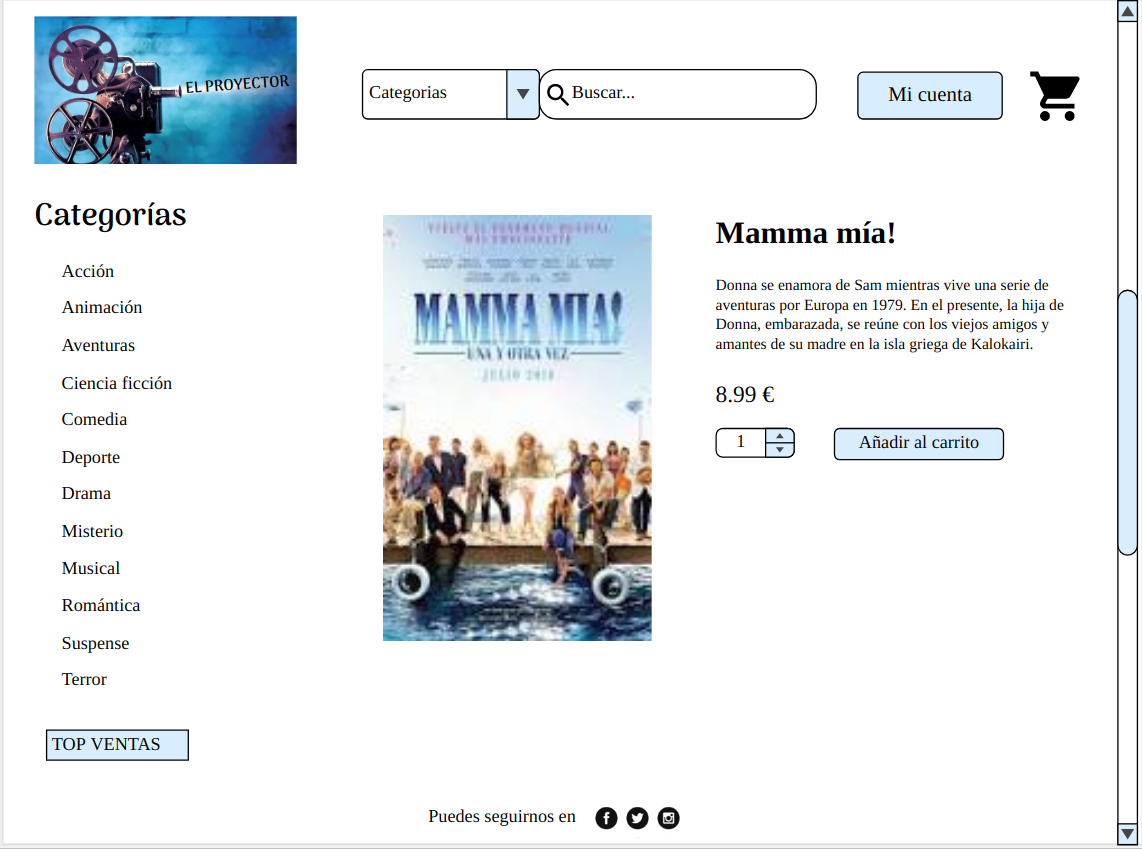 EL PROYECTOR
Categorias
Buscar...
Mi cuenta
Categorías
Acción
Animación
Aventuras
Ciencia ficción
Comedia
Deporte
Drama
Misterio
Musical
Romántica
Suspense
Terror
TOP VENTAS
MAMMA MIA!
UNA Y OTRA VEZ
JULIO 2018
Mamma mía!
Donna se enamora de Sam mientras vive una serie de
aventuras por Europa en 1979. En el presente, la hija de
Donna, embarazada, se reúne con los viejos amigos y
amantes de su madre en la isla griega de Kalokairi.
8.99 €
1
Añadir al carrito
Puedes seguirnos en